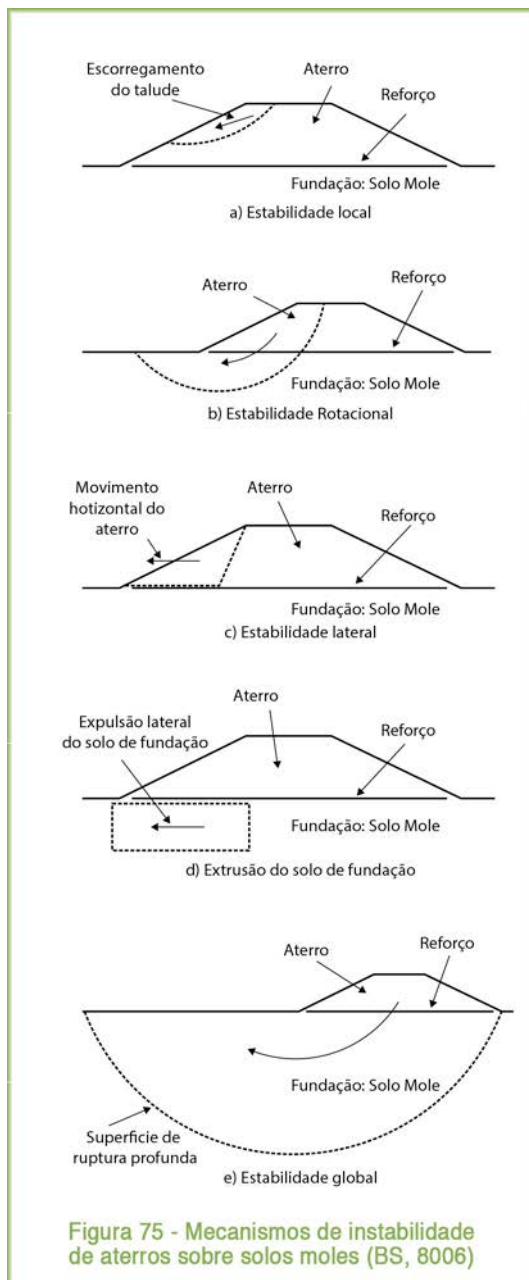 Escorregamento
do talude
Aterro
Reforço
Fundação: Solo Mole
a) Estabilidade local
Aterro
Reforço
Fundação: Solo Mole
b) Estabilidade Rotacional
Movimento
hotizontal do
aterro
Aterro
Reforço
Fundação: Solo Mole
c) Estabilidade lateral
Expulsão lateral
do solo de fundação
Aterro
Reforço
Fundação: Solo Mole
d) Extrusão do solo de fundação
Aterro
Reforço
Fundação: Solo Mole
Superficie de
ruptura profunda
e) Estabilidade global
Figura 75 - Mecanismos de instabilidade
de aterros sobre solos moles (BS, 8006)